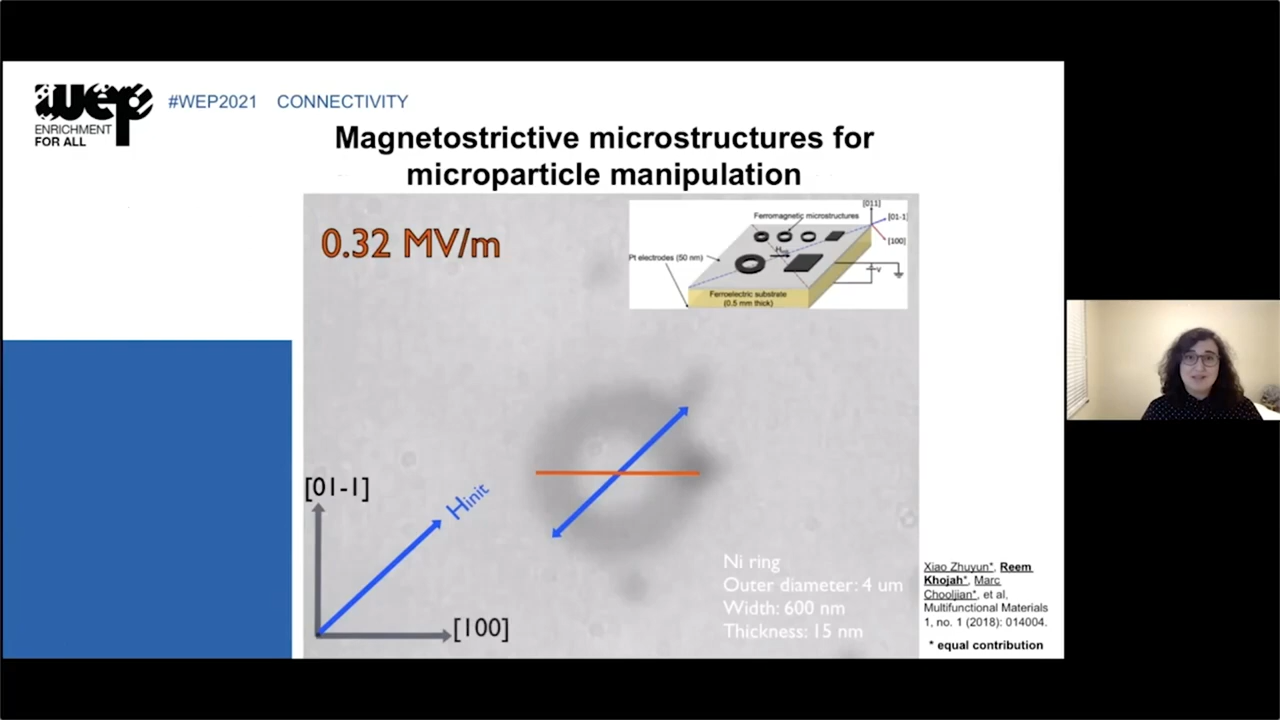 wep
ENRICHMENT
FOR ALL
#WEP2021 CONNECTIVITY
Magnetostrictive microstructures for
microparticle manipulation
0.32 MV/m
[011]
Ferromagnetic microstructures
[01-1]
[100]
Pt electrodes (50 nm)
V
Ferroelectric substrate
(0.5 mm thick)
[01-1]
Hinit
[100]
Ni ring
Outer diameter: 4 um
Width: 600 nm
Thickness: 15 nm
Xiao Zhuyun*, Reem
Khojah*, Marc
Chooljian*, et al,
Multifunctional Materials
1, no. 1 (2018): 014004.
* equal contribution